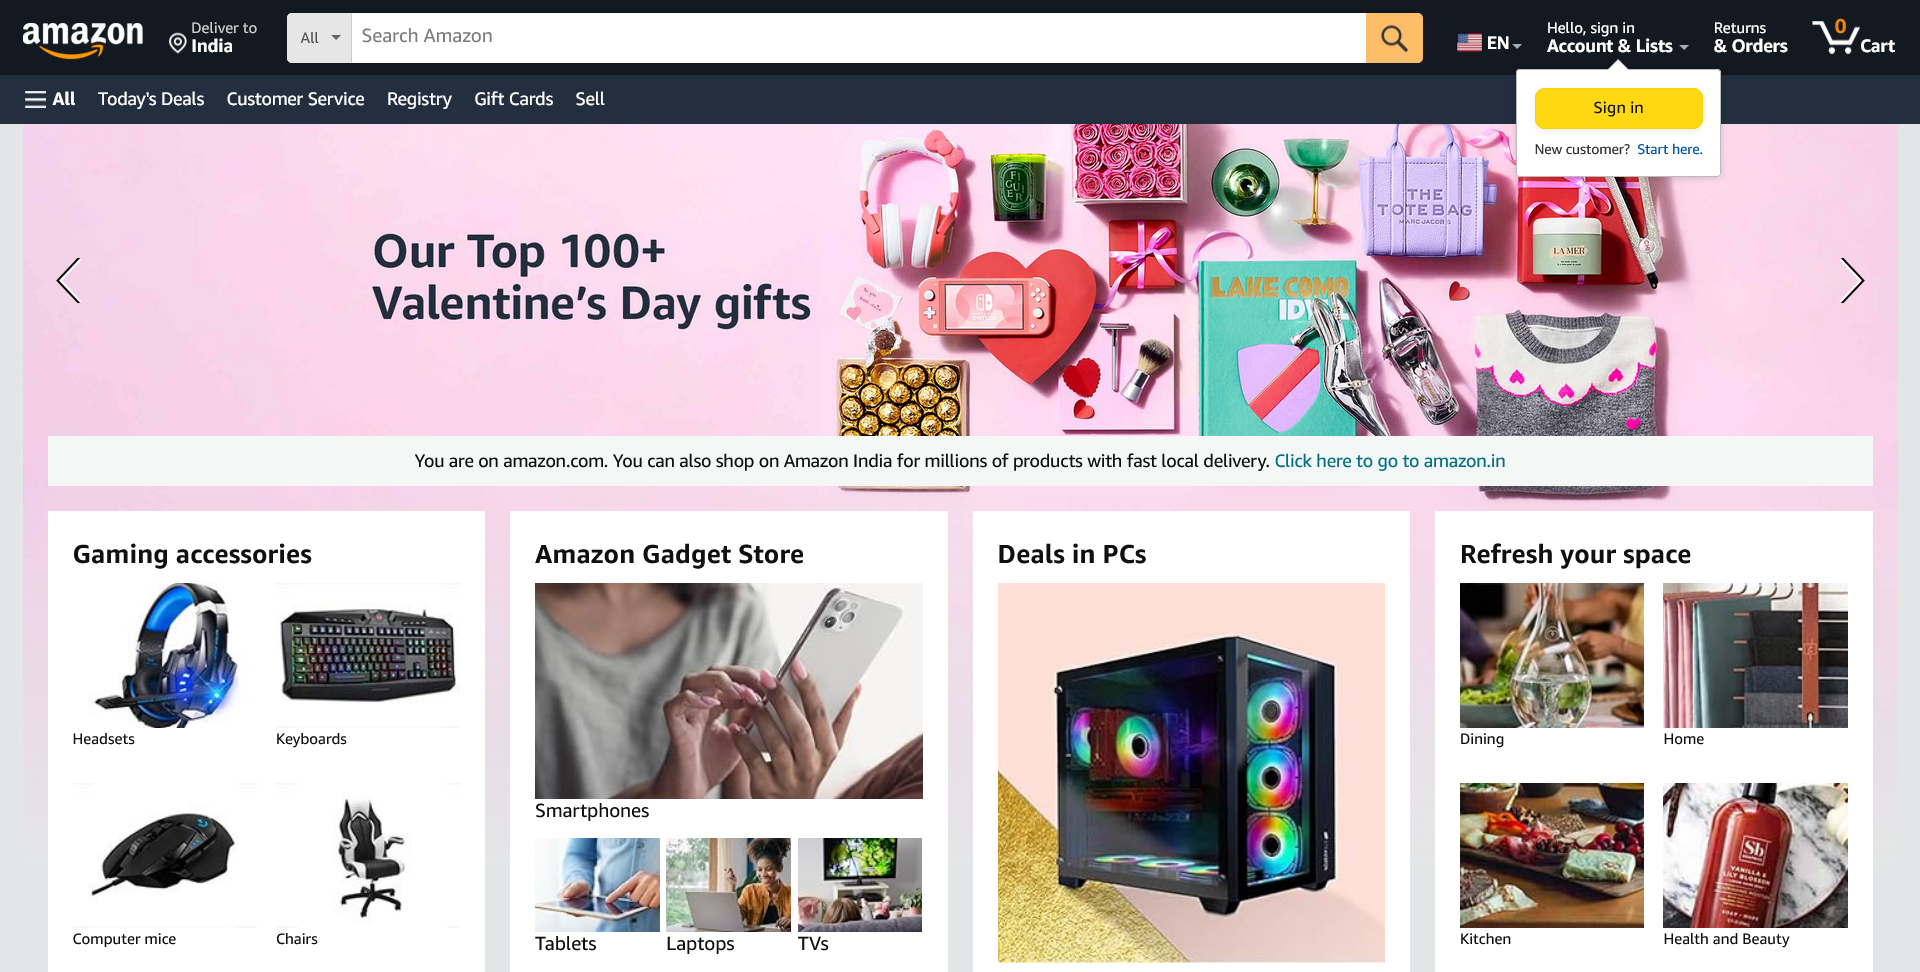 amazon
Deliver to
India
All
Search Amazon
EN
Hello, sign in
Account & Lists
Returns
& Orders
0
Cart
All
Today's Deals
Customer Service
Registry
Gift Cards
Sell
Sign in
New customer? Start here.
Our Top 100+
Valentine's Day gifts
FIGUIER
THE
TOTE BAG
MARC JACOBS
LA MER
LAKE COMO
You are on amazon.com. You can also shop on Amazon India for millions of products with fast local delivery. Click here to go to amazon.in
Gaming accessories
Headsets
Keyboards
Computer mice
Chairs
Amazon Gadget Store
Smartphones
Tablets
Laptops
TVs
Deals in PCs
Refresh your space
Dining
Home
Kitchen
Sb
VANILLA &
LILY BLOSSOM
Health and Beauty